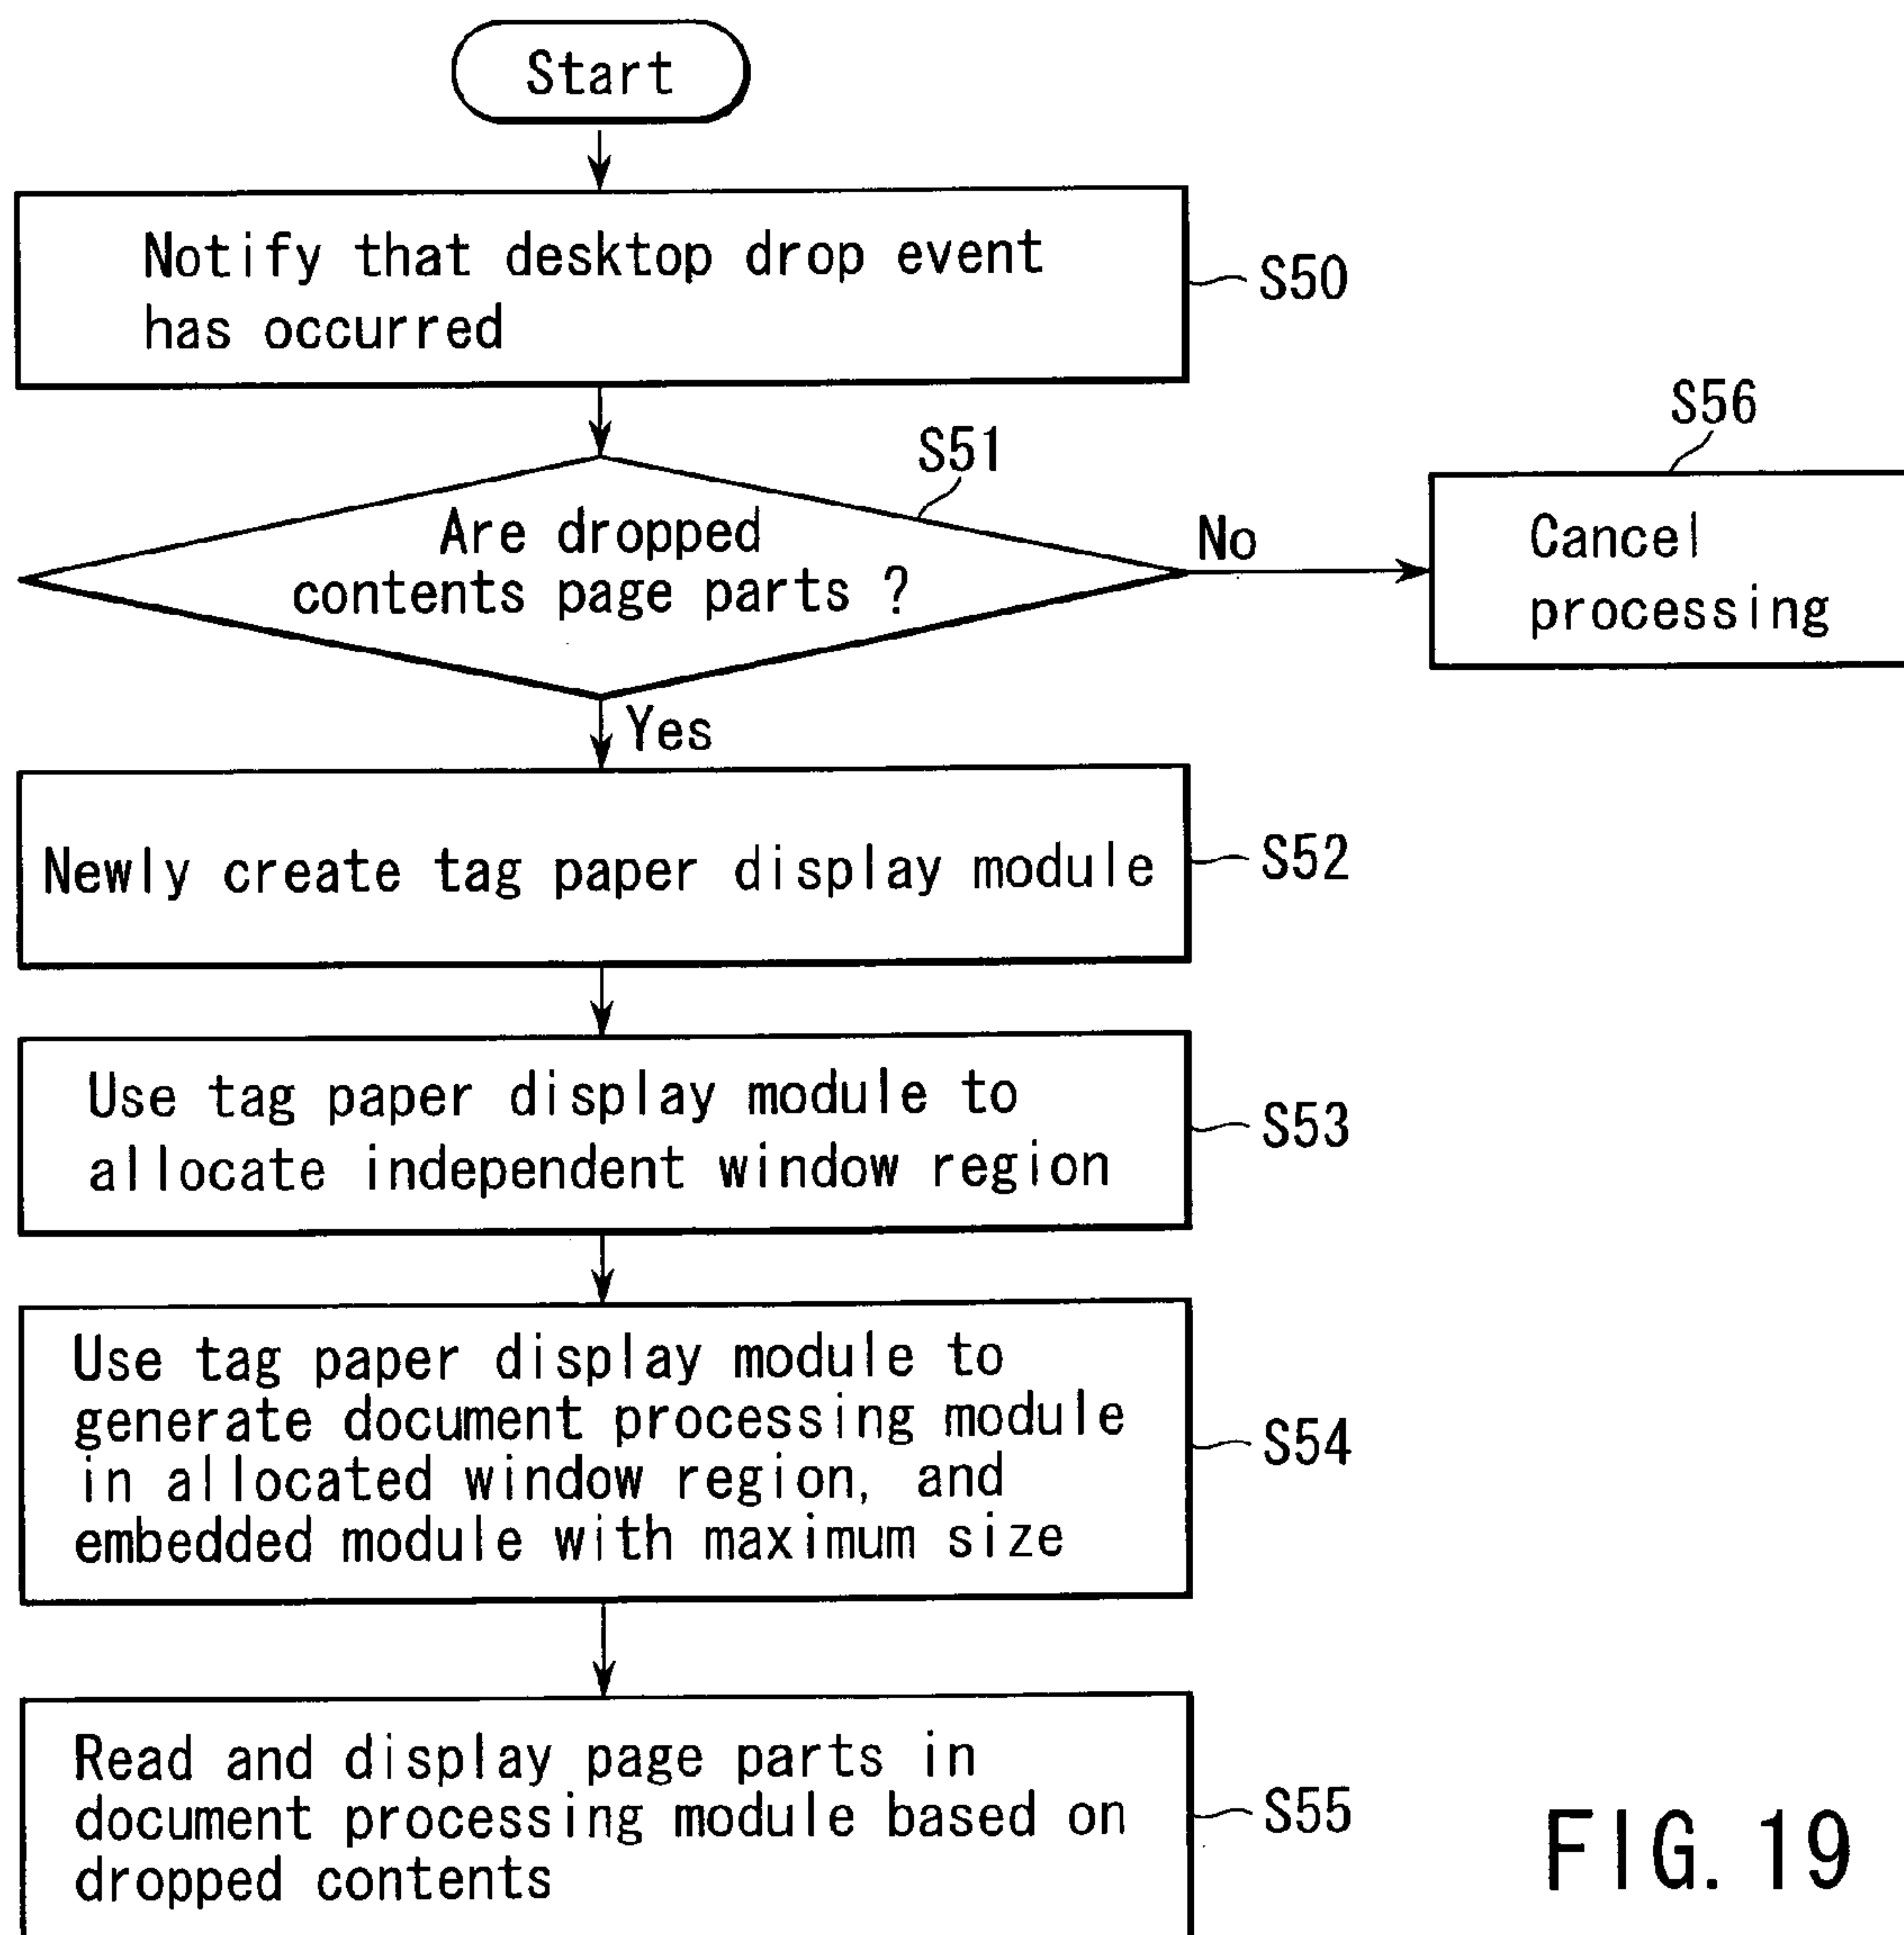 Start
Notify that desktop drop event
has occurred
S50
S51
Are dropped
contents page parts ?
No
S56
Cancel
processing
Yes
Newly create tag paper display module
S52
Use tag paper display module to
allocate independent window region
S53
Use tag paper display module to
generate document processing module
in allocated window region, and
embedded module with maximum size
S54
Read and display page parts in
document processing module based on
dropped contents
S55
FIG. 19